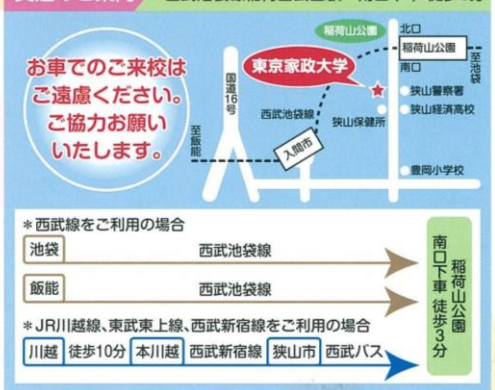 お車でのご来校は
ご遠慮ください。
ご協力お願い
いたします。
稲荷山公園
北口
稲荷山公園
南口
至池袋
東京家政大学
国道16号
西武池袋線
狭山保健所
狭山警察署
狭山経済高校
至飯能
入間市
豊岡小学校
＊西武線をご利用の場合
池袋 西武池袋線
飯能 西武池袋線
＊JR川越線、東武東上線、西武新宿線をご利用の場合
川越 徒歩10分 本川越 西武新宿線 狭山市 西武バス
稲荷山公園
南口下車 徒歩3分